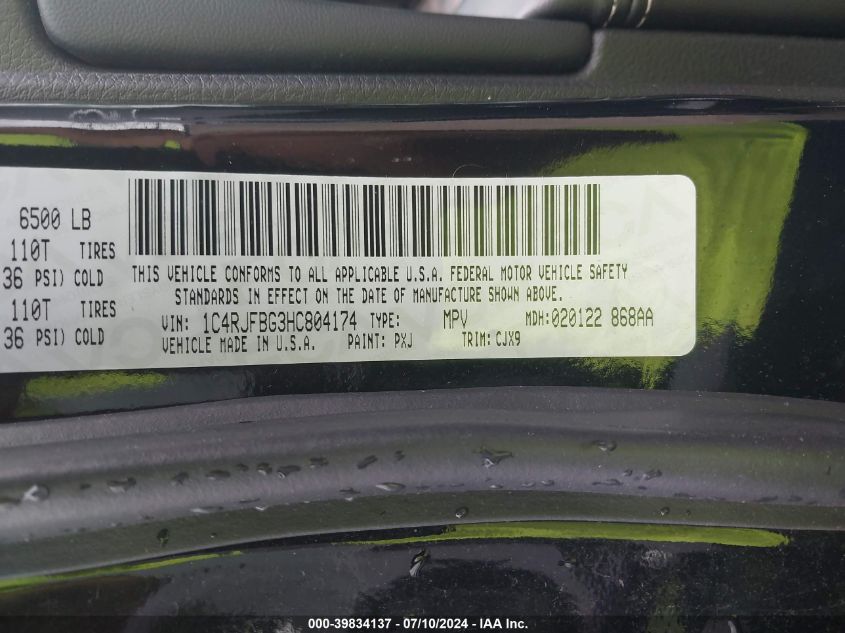 6500 LB
110T TIRES
36 PSI) COLD
110T TIRES
36 PSI) COLD
THIS VEHICLE CONFORMS TO ALL APPLICABLE U.S.A. FEDERAL MOTOR VEHICLE SAFETY
STANDARDS IN EFFECT ON THE DATE OF MANUFACTURE SHOWN ABOVE.
VIN: 1C4RJFBG3HC804174 TYPE: MPV MDH:020122 868AA
VEHICLE MADE IN U.S.A. PAINT: PXJ TRIM: CJX9
000-39834137 - 07/10/2024 - IAA Inc.